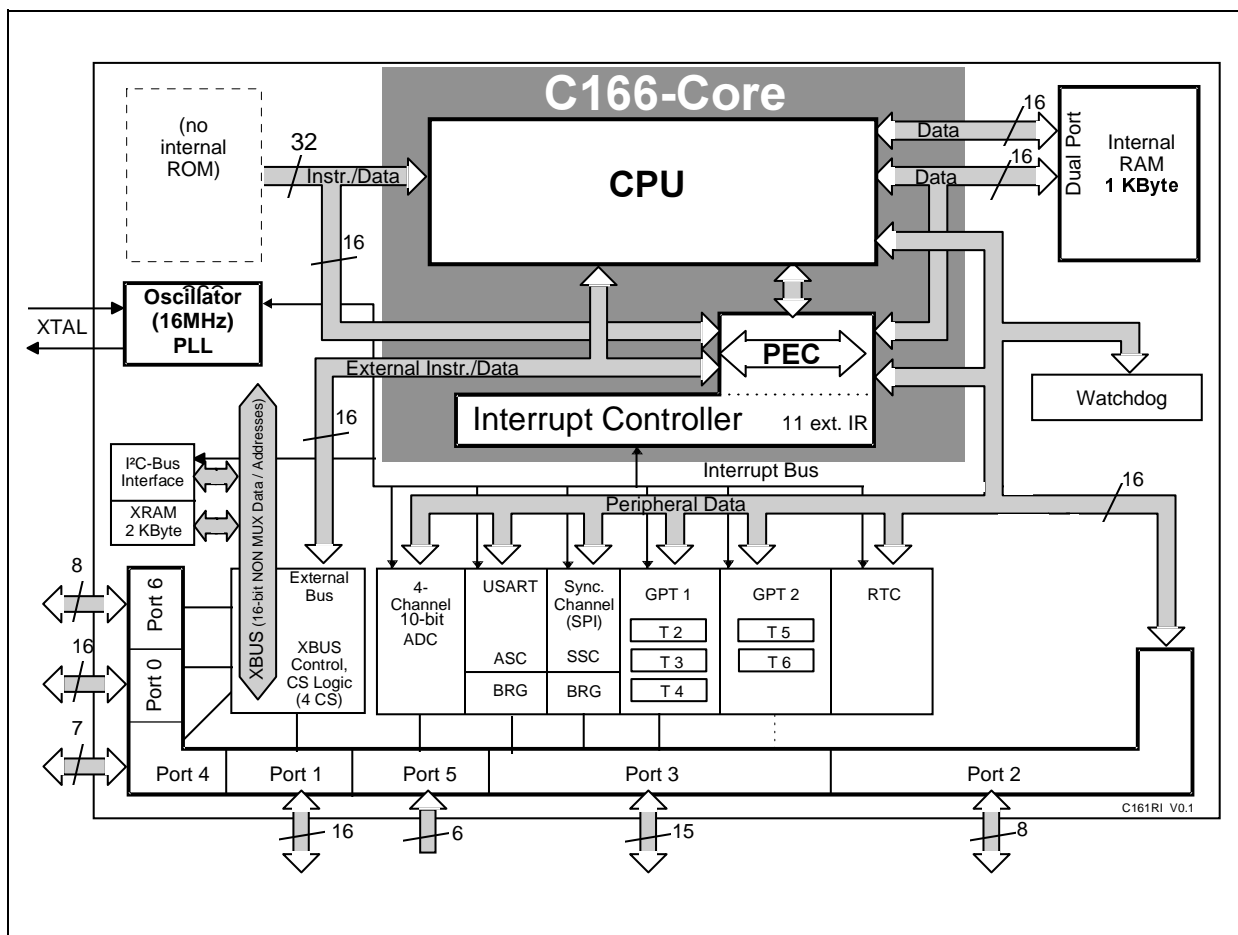 C166-Core
(no
internal
ROM)
32
Instr./Data
CPU
Data
16
Data
16
Dual Port
Internal
RAM
1 KByte
16
Oscillator
(16MHz)
PLL
XTAL
PEC
External Instr./Data
Interrupt Controller
11 ext. IR
Watchdog
16
XBUS (16-bit NON MUX Data / Addresses)
I²C-Bus
Interface
XRAM
2 KByte
Interrupt Bus
Peripheral Data
16
8
16
7
Port 6
Port 0
External
Bus
XBUS
Control,
CS Logic
(4 CS)
4-
Channel
10-bit
ADC
USART
ASC
BRG
Sync.
Channel
(SPI)
SSC
BRG
GPT 1
T 2
T 3
T 4
GPT 2
T 5
T 6
RTC
Port 4
Port 1
Port 5
Port 3
Port 2
C161RI V0.1
16
6
15
8